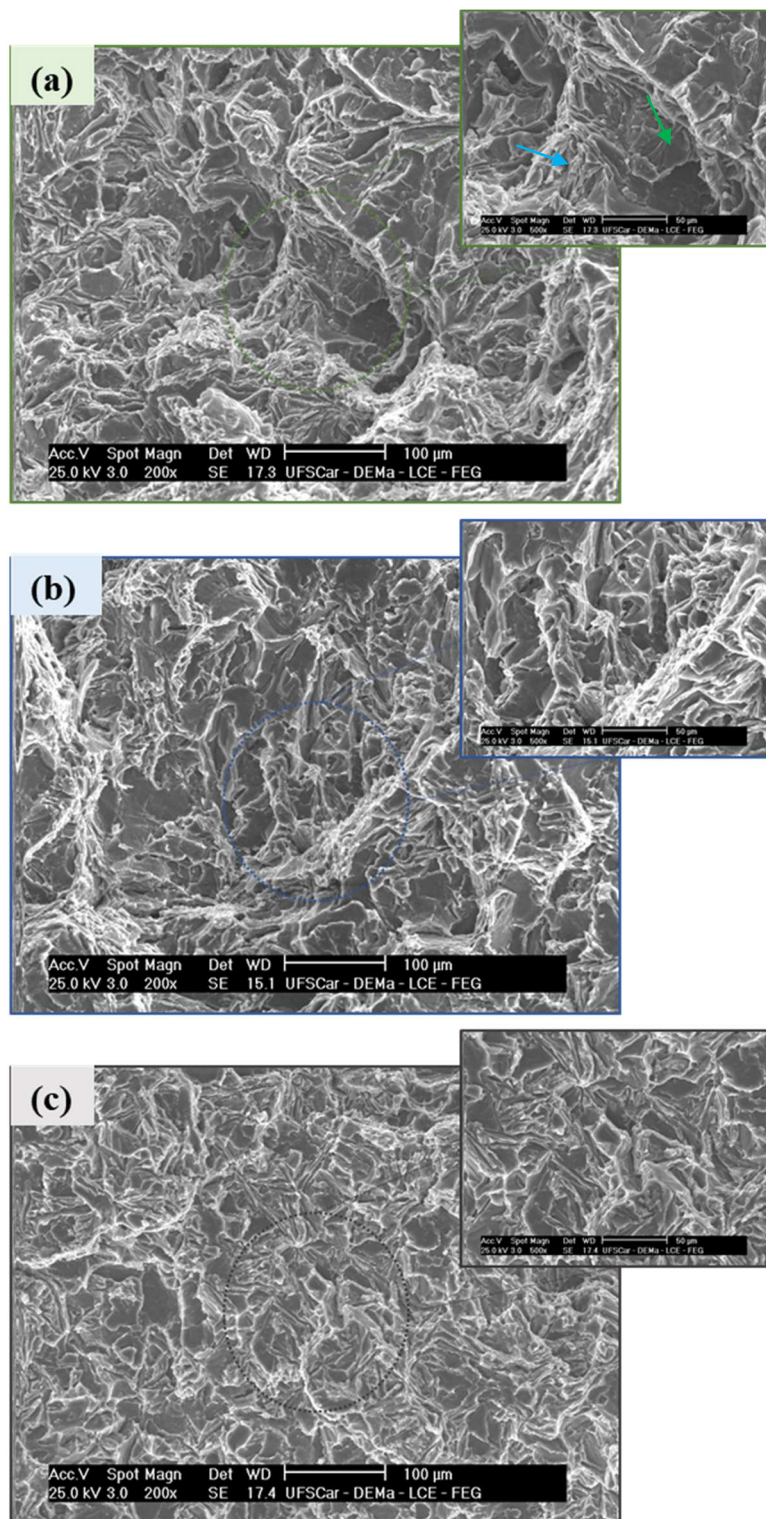 (a)
Acc.V Spot Magn Det WD 50 µm
25.0 kV 3.0 500x SE 17.3 UFSCar - DEMa - LCE - FEG
Acc.V Spot Magn Det WD 100 µm
25.0 kV 3.0 200x SE 17.3 UFSCar - DEMa - LCE - FEG
(b)
Acc.V Spot Magn Det WD 50 µm
25.0 kV 3.0 500x SE 15.1 UFSCar - DEMa - LCE - FEG
Acc.V Spot Magn Det WD 100 µm
25.0 kV 3.0 200x SE 15.1 UFSCar - DEMa - LCE - FEG
(c)
Acc.V Spot Magn Det WD 50 µm
25.0 kV 3.0 500x SE 17.4 UFSCar - DEMa - LCE - FEG
Acc.V Spot Magn Det WD 100 µm
25.0 kV 3.0 200x SE 17.4 UFSCar - DEMa - LCE - FEG